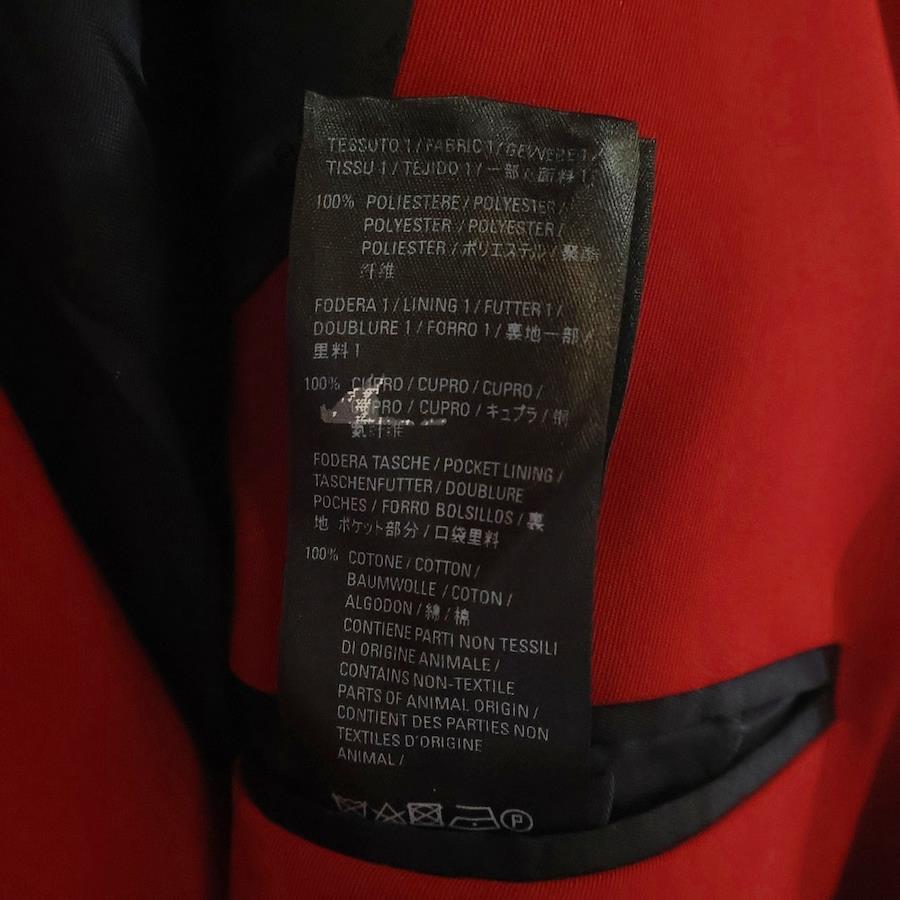 TESSUTO 1 / FABRIC 1 / GEWEBE 1 /
TISSU 1 / TEJIDO 1 / 一部の面料 1
100% POLIESTERE / POLYESTER /
POLYESTER / POLYESTER /
POLIESTER / ポリエステル / 聚酯
纤维
FODERA 1 / LINING 1 / FUTTER 1 /
DOUBLURE 1 / FORRO 1 / 裏地一部 /
里料 1
100% CUPRO / CUPRO / CUPRO /
CUPRO / CUPRO / キュプラ / 铜
氨纤维
FODERA TASCHE / POCKET LINING /
TASCHENFUTTER / DOUBLURE
POCHES / FORRO BOLSILLOS / 裏
地 ポケット部分 / 口袋里料
100% COTONE / COTTON /
BAUMWOLLE / COTON /
ALGODON / 綿 / 棉
CONTIENE PARTI NON TESSILI
DI ORIGINE ANIMALE /
CONTAINS NON-TEXTILE
PARTS OF ANIMAL ORIGIN /
CONTIENT DES PARTIES NON
TEXTILES D'ORIGINE
ANIMAL /
P